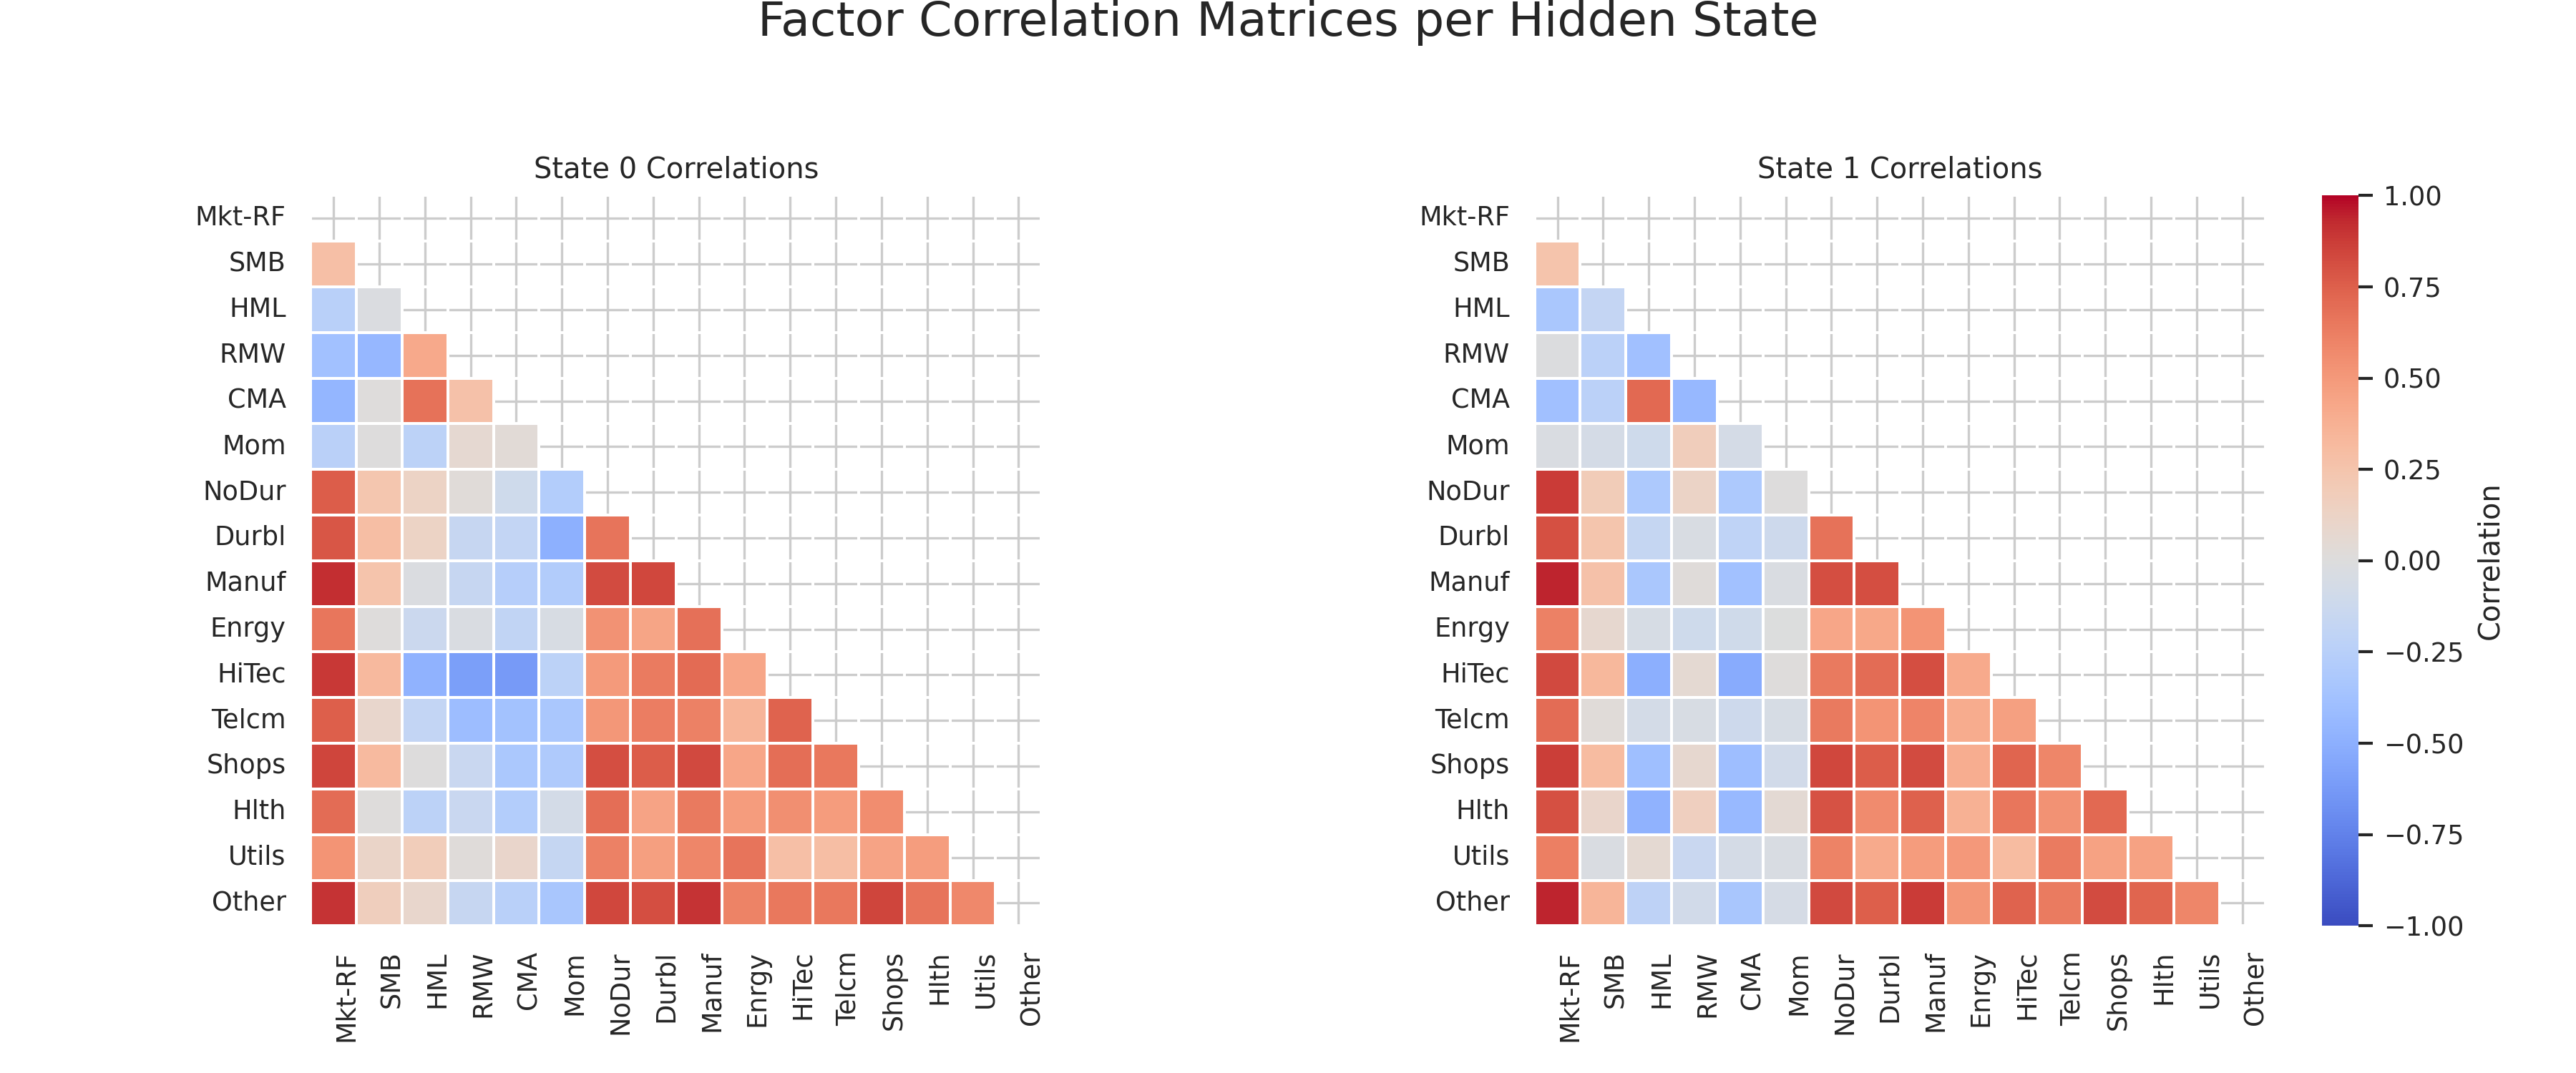 Factor Correlation Matrices per Hidden State
State 0 Correlations
Mkt-RF
SMB
HML
RMW
CMA
Mom
NoDur
Durbl
Manuf
Enrgy
HiTec
Telcm
Shops
Hlth
Utils
Other
Mkt-RF
SMB
HML
RMW
CMA
Mom
NoDur
Durbl
Manuf
Enrgy
HiTec
Telcm
Shops
Hlth
Utils
Other
State 1 Correlations
Mkt-RF
SMB
HML
RMW
CMA
Mom
NoDur
Durbl
Manuf
Enrgy
HiTec
Telcm
Shops
Hlth
Utils
Other
Mkt-RF
SMB
HML
RMW
CMA
Mom
NoDur
Durbl
Manuf
Enrgy
HiTec
Telcm
Shops
Hlth
Utils
Other
1.00
0.75
0.50
0.25
0.00
−0.25
−0.50
−0.75
−1.00
Correlation